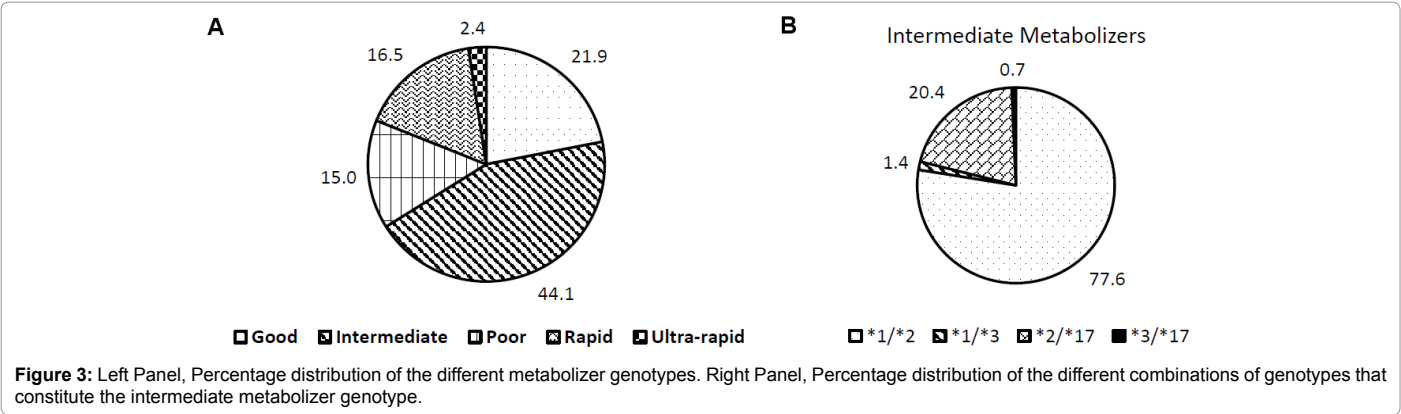 A
2.4
16.5
21.9
15.0
44.1
Good Intermediate Poor Rapid Ultra-rapid
B
Intermediate Metabolizers
0.7
20.4
1.4
77.6
*1/*2 *1/*3 *2/*17 *3/*17
Figure 3: Left Panel, Percentage distribution of the different metabolizer genotypes. Right Panel, Percentage distribution of the different combinations of genotypes that
constitute the intermediate metabolizer genotype.